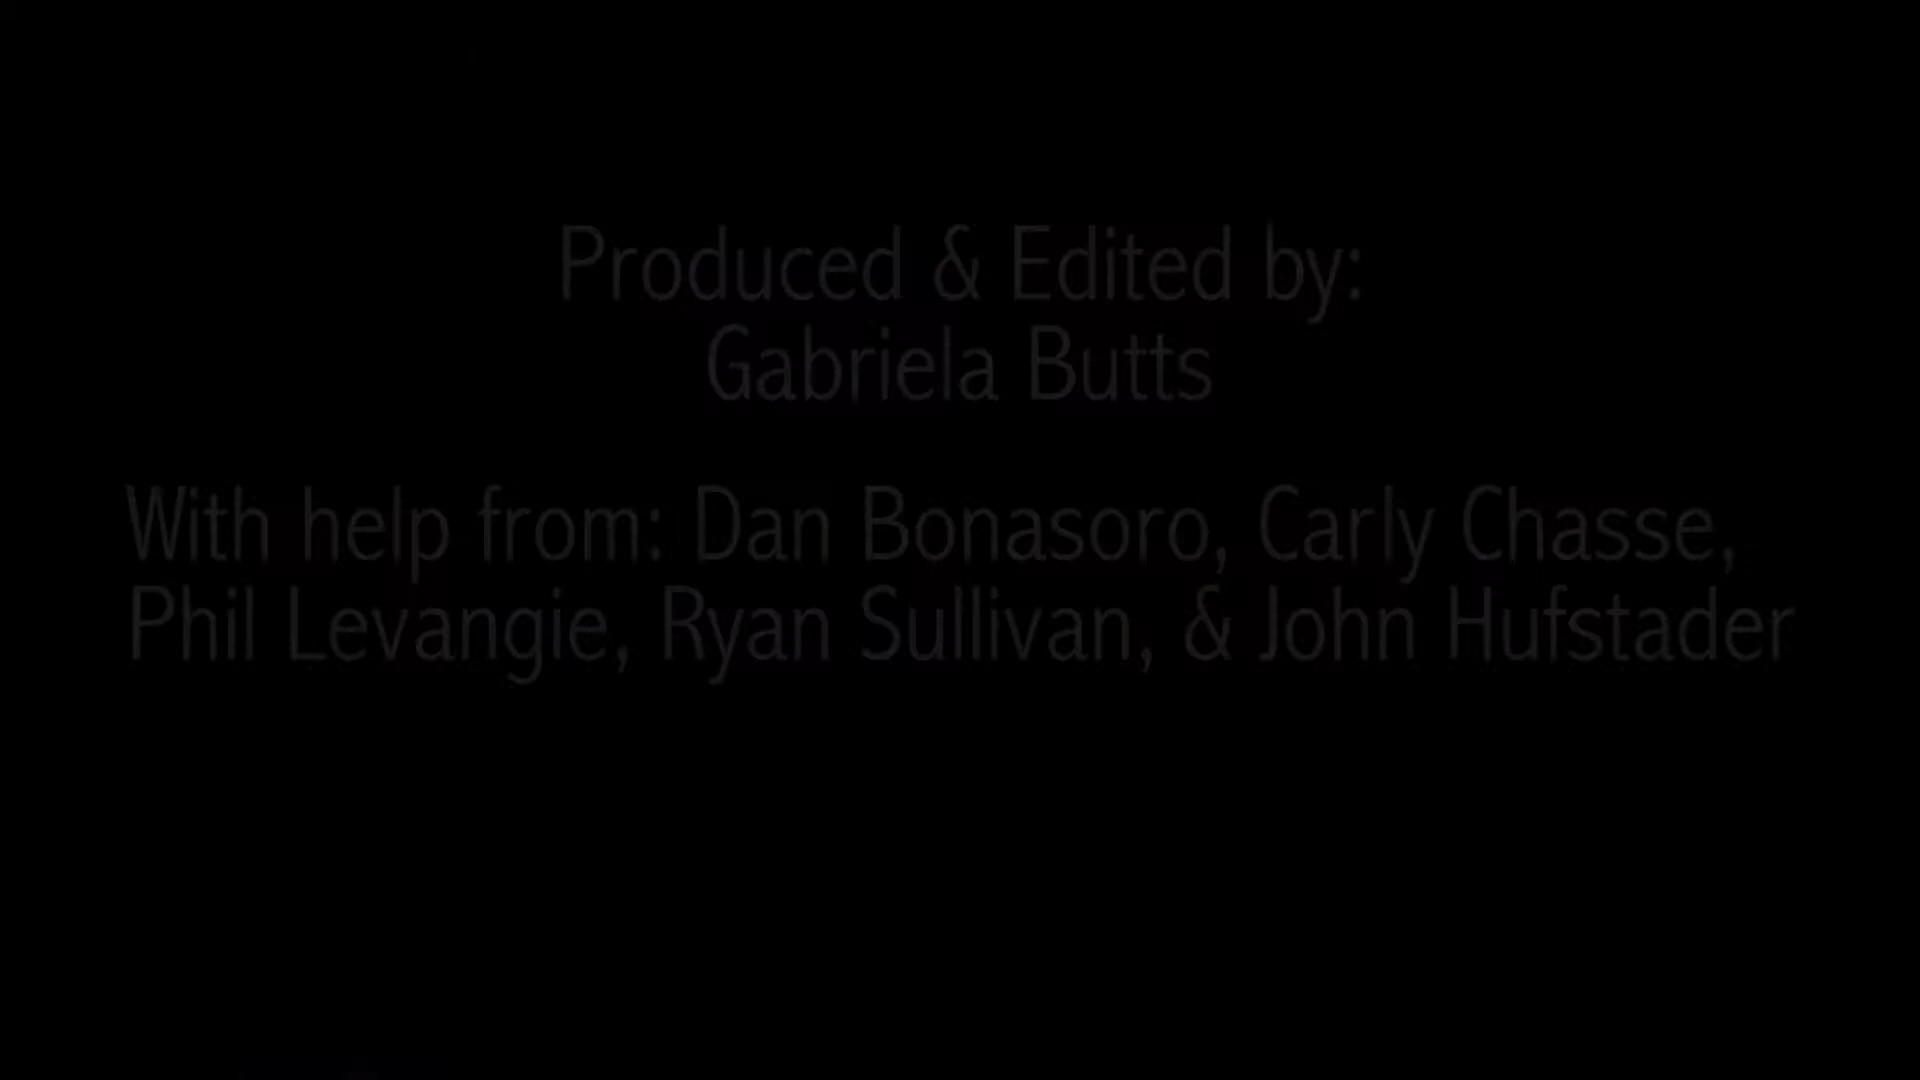 Produced & Edited by:
Gabriela Butts
With help from: Dan Bonasoro, Carly Chasse,
Phil Levangie, Ryan Sullivan, & John Hufstader